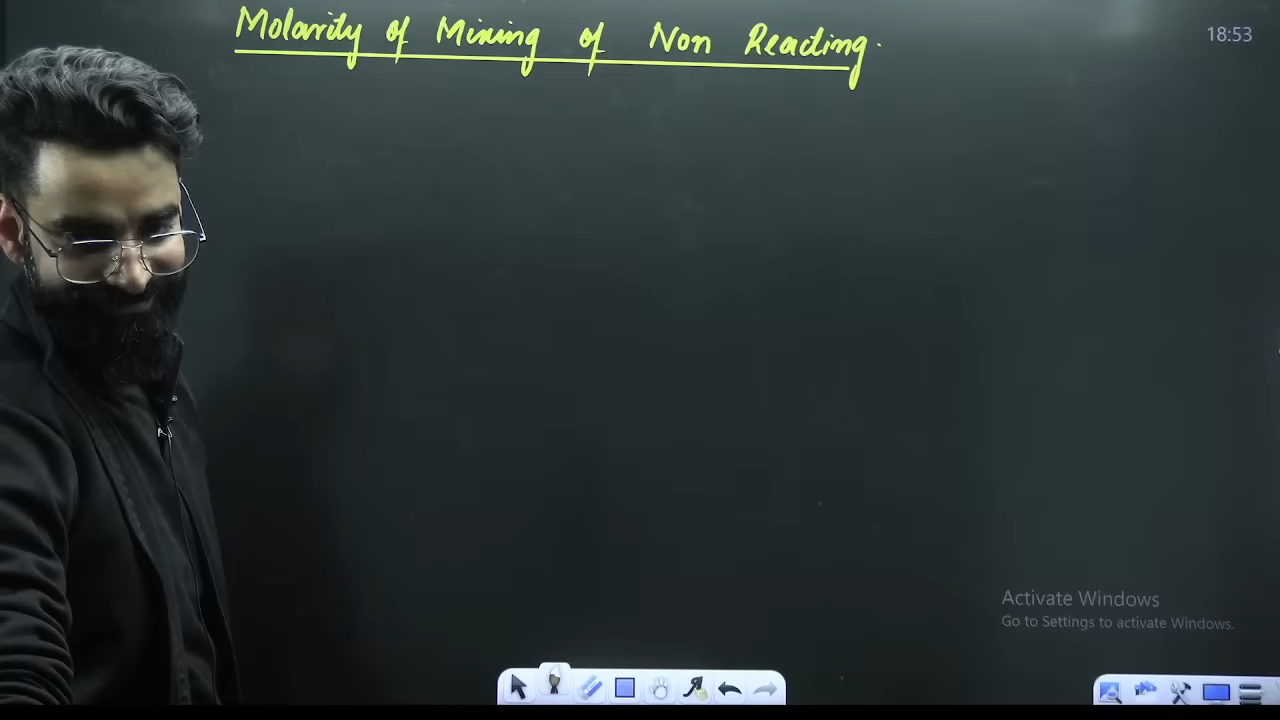 Molarity of Mixing of Non Reacting.
18:53
Activate Windows
Go to Settings to activate Windows.